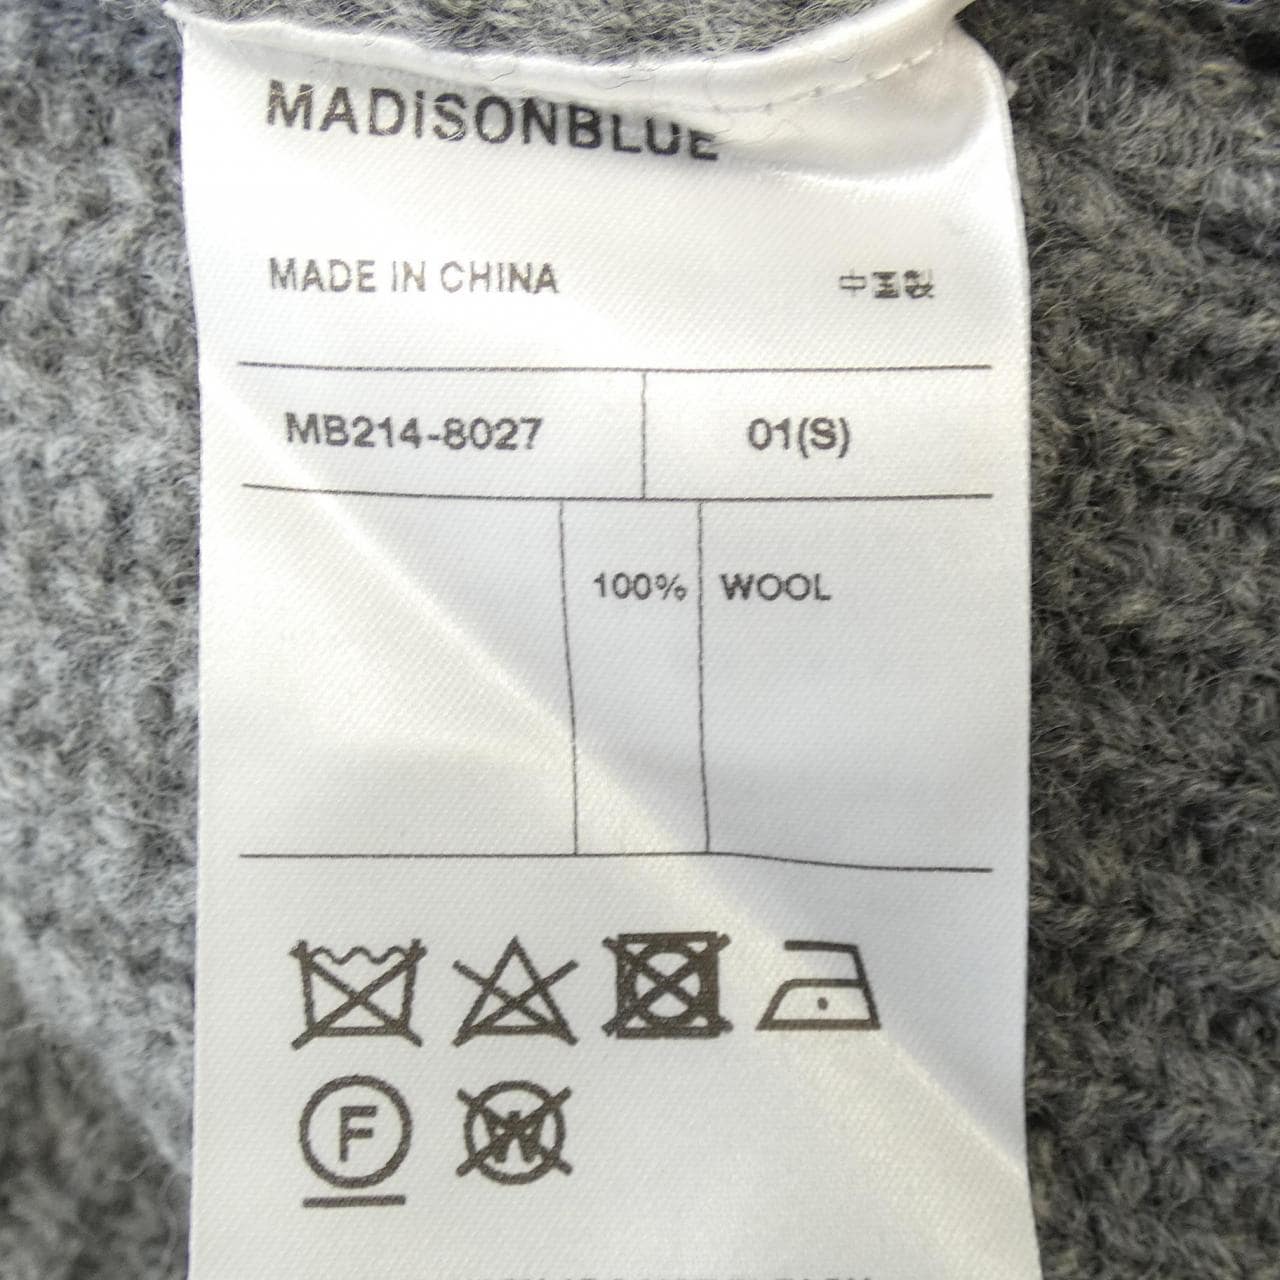 MADISONBLUE
MADE IN CHINA 中国製
MB214-8027 01(S)
100% WOOL
F
W